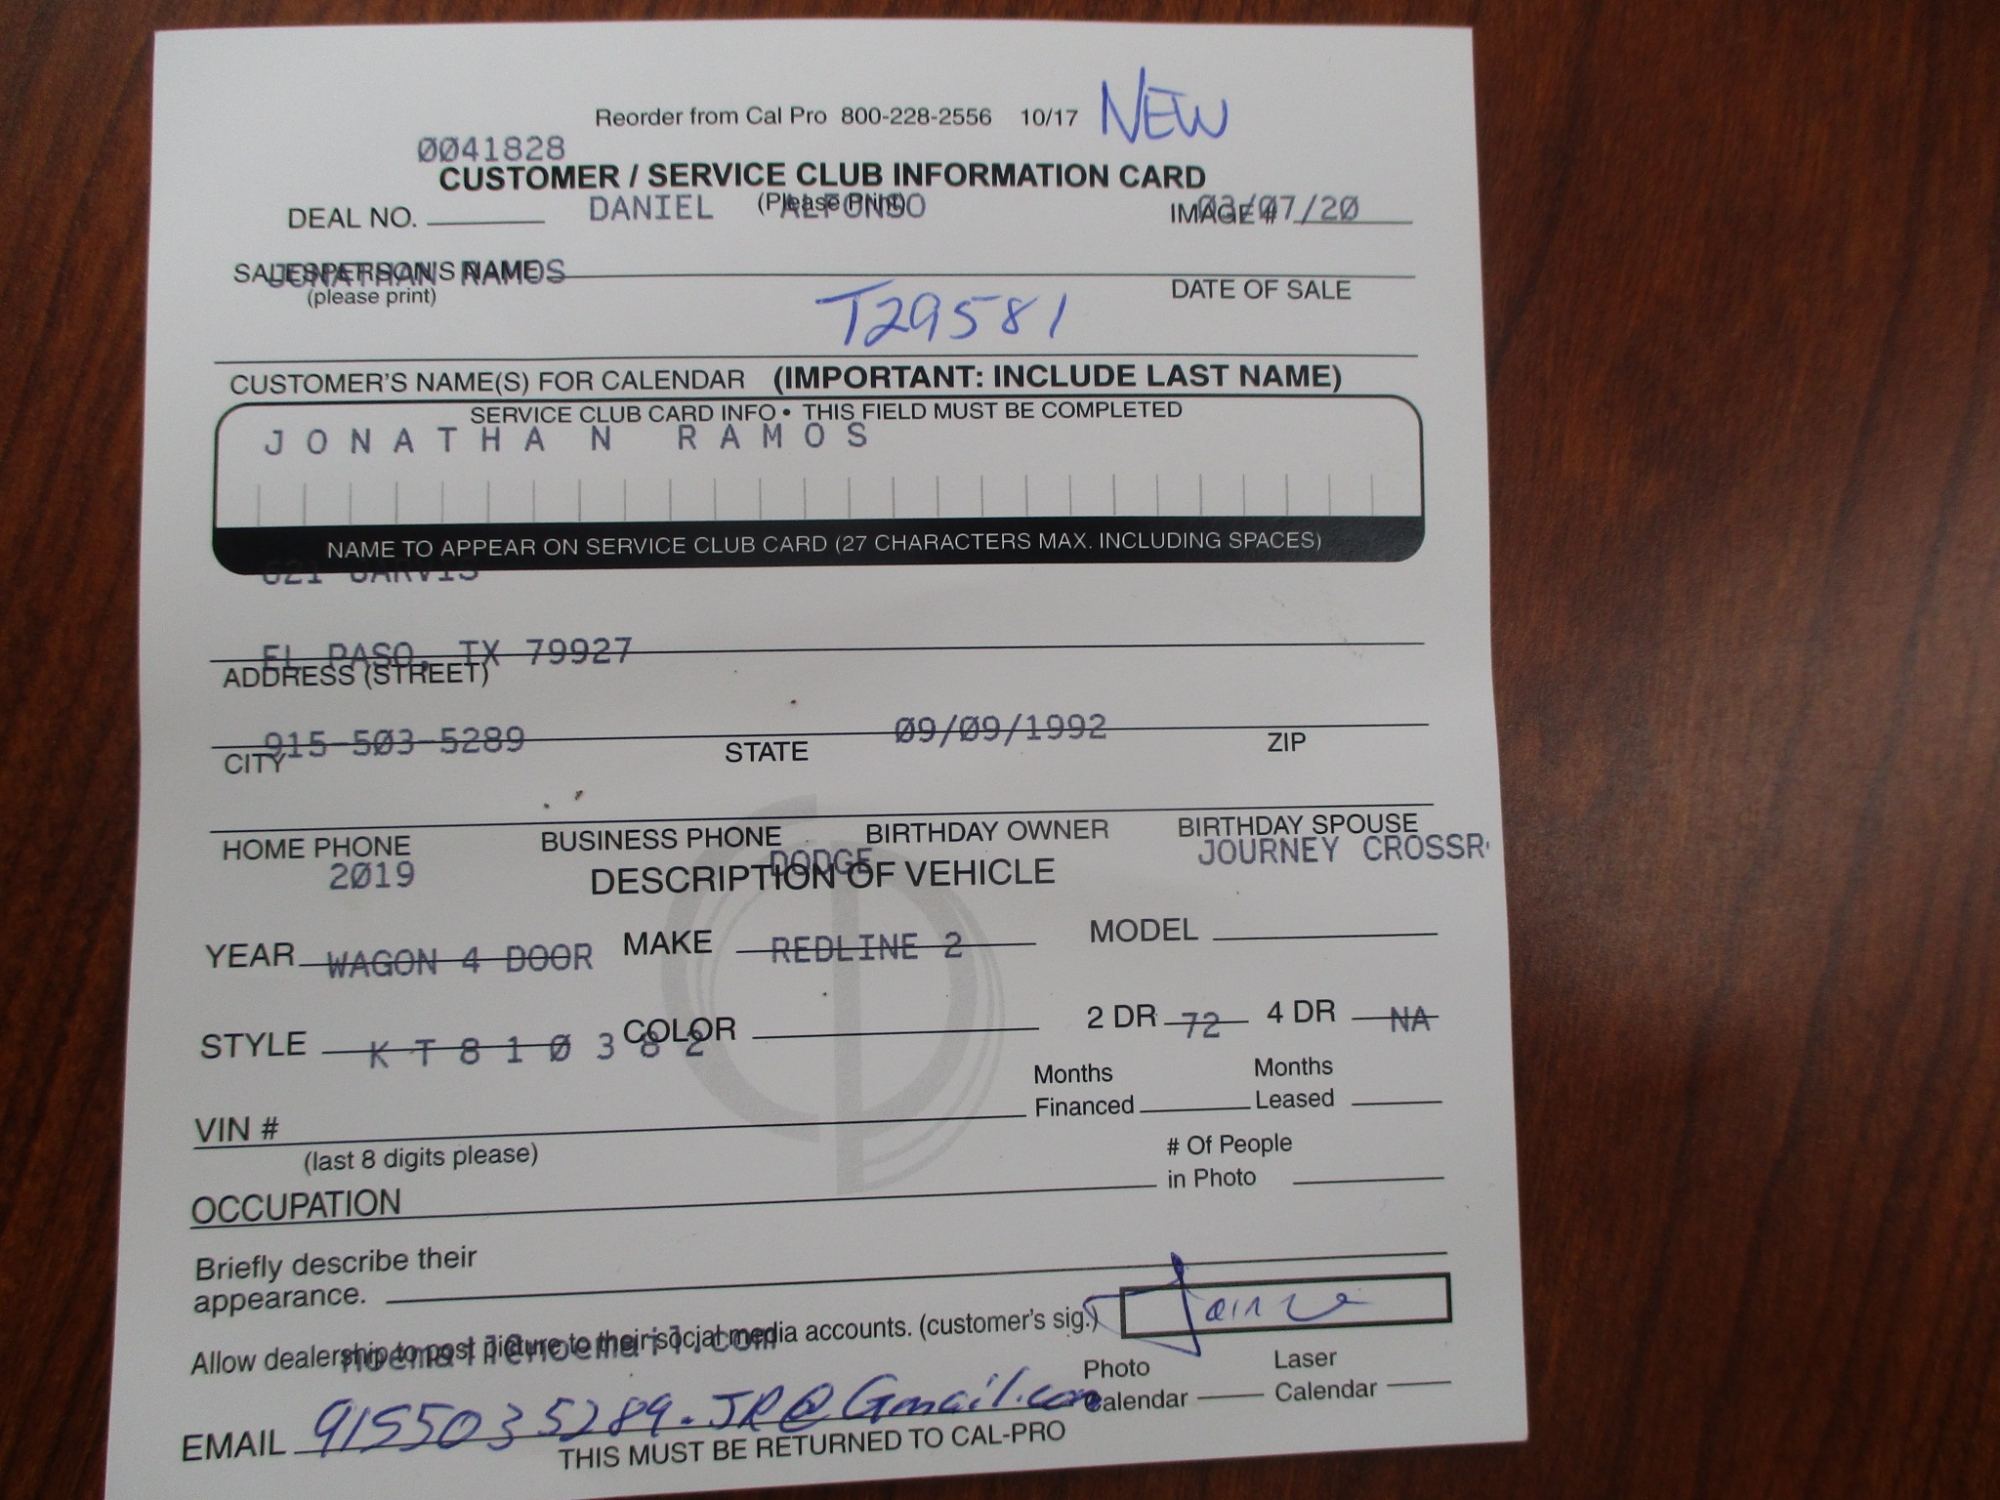 Reorder from Cal Pro 800-228-2556 10/17 NEW
0041828
CUSTOMER / SERVICE CLUB INFORMATION CARD
(Please Print)
DEAL NO. DANIEL ALFONSO IMAGE # 03/07/20
SALESPERSON'S NAME JONATHAN RAMOS
(please print) DATE OF SALE
T29581
CUSTOMER'S NAME(S) FOR CALENDAR (IMPORTANT: INCLUDE LAST NAME)
SERVICE CLUB CARD INFO • THIS FIELD MUST BE COMPLETED
JONATHAN RAMOS
NAME TO APPEAR ON SERVICE CLUB CARD (27 CHARACTERS MAX. INCLUDING SPACES)
621 JARVIS
EL PASO, TX 79927
ADDRESS (STREET)
915-503-5289 09/09/1992
CITY STATE ZIP
HOME PHONE BUSINESS PHONE BIRTHDAY OWNER BIRTHDAY SPOUSE
2019 DODGE JOURNEY CROSSR
DESCRIPTION OF VEHICLE
YEAR WAGON 4 DOOR MAKE REDLINE 2 MODEL
STYLE KT810382 COLOR 2 DR 72 4 DR NA
Months Financed Months Leased
VIN #
(last 8 digits please)
# Of People in Photo
OCCUPATION
Briefly describe their
appearance.
Allow dealership to post picture to their social media accounts. (customer's sig.)
noemail@noemail.com
Photo Calendar Laser Calendar
EMAIL 9155035289.JR@Gmail.com
THIS MUST BE RETURNED TO CAL-PRO